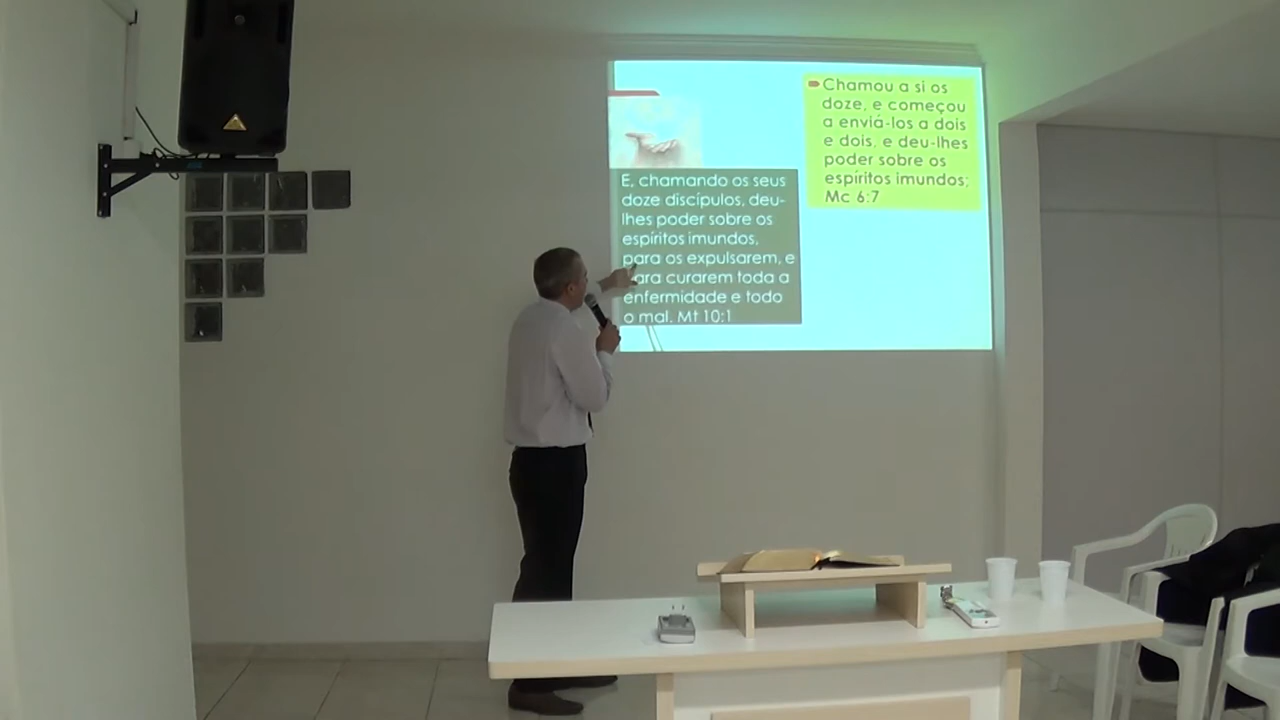 E, chamando os seus
doze discípulos, deu-
lhes poder sobre os
espíritos imundos,
para os expulsarem, e
para curarem toda a
enfermidade e todo
o mal. Mt 10:1
Chamou a si os
doze, e começou
a enviá-los a dois
e dois, e deu-lhes
poder sobre os
espíritos imundos;
Mc 6:7